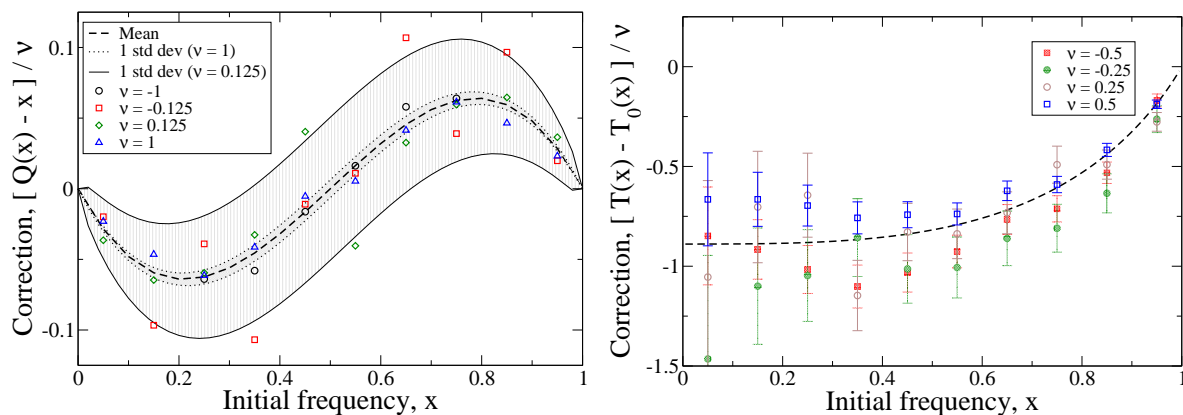 Correction, [ Q(x) - x ] / ν
0.1
0
-0.1
Mean
1 std dev (ν = 1)
1 std dev (ν = 0.125)
ν = -1
ν = -0.125
ν = 0.125
ν = 1
0 0.2 0.4 0.6 0.8 1
Initial frequency, x
Correction, [ T(x) - T0(x) ] / ν
0
-0.5
-1
-1.5
ν = -0.5
ν = -0.25
ν = 0.25
ν = 0.5
0 0.2 0.4 0.6 0.8 1
Initial frequency, x